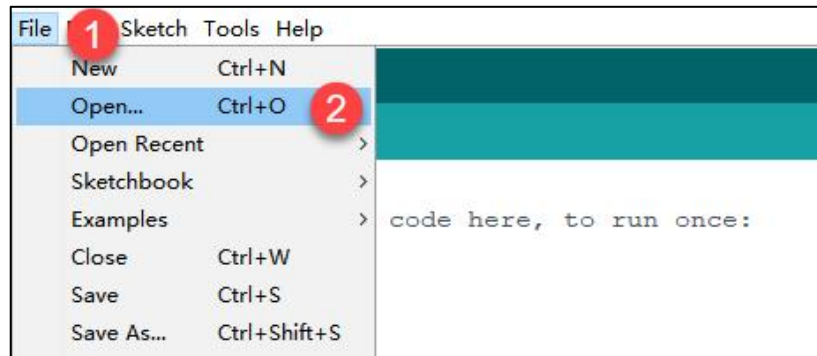 File 1 Sketch Tools Help
New Ctrl+N
Open... Ctrl+O 2
Open Recent >
Sketchbook >
Examples > code here, to run once:
Close Ctrl+W
Save Ctrl+S
Save As... Ctrl+Shift+S